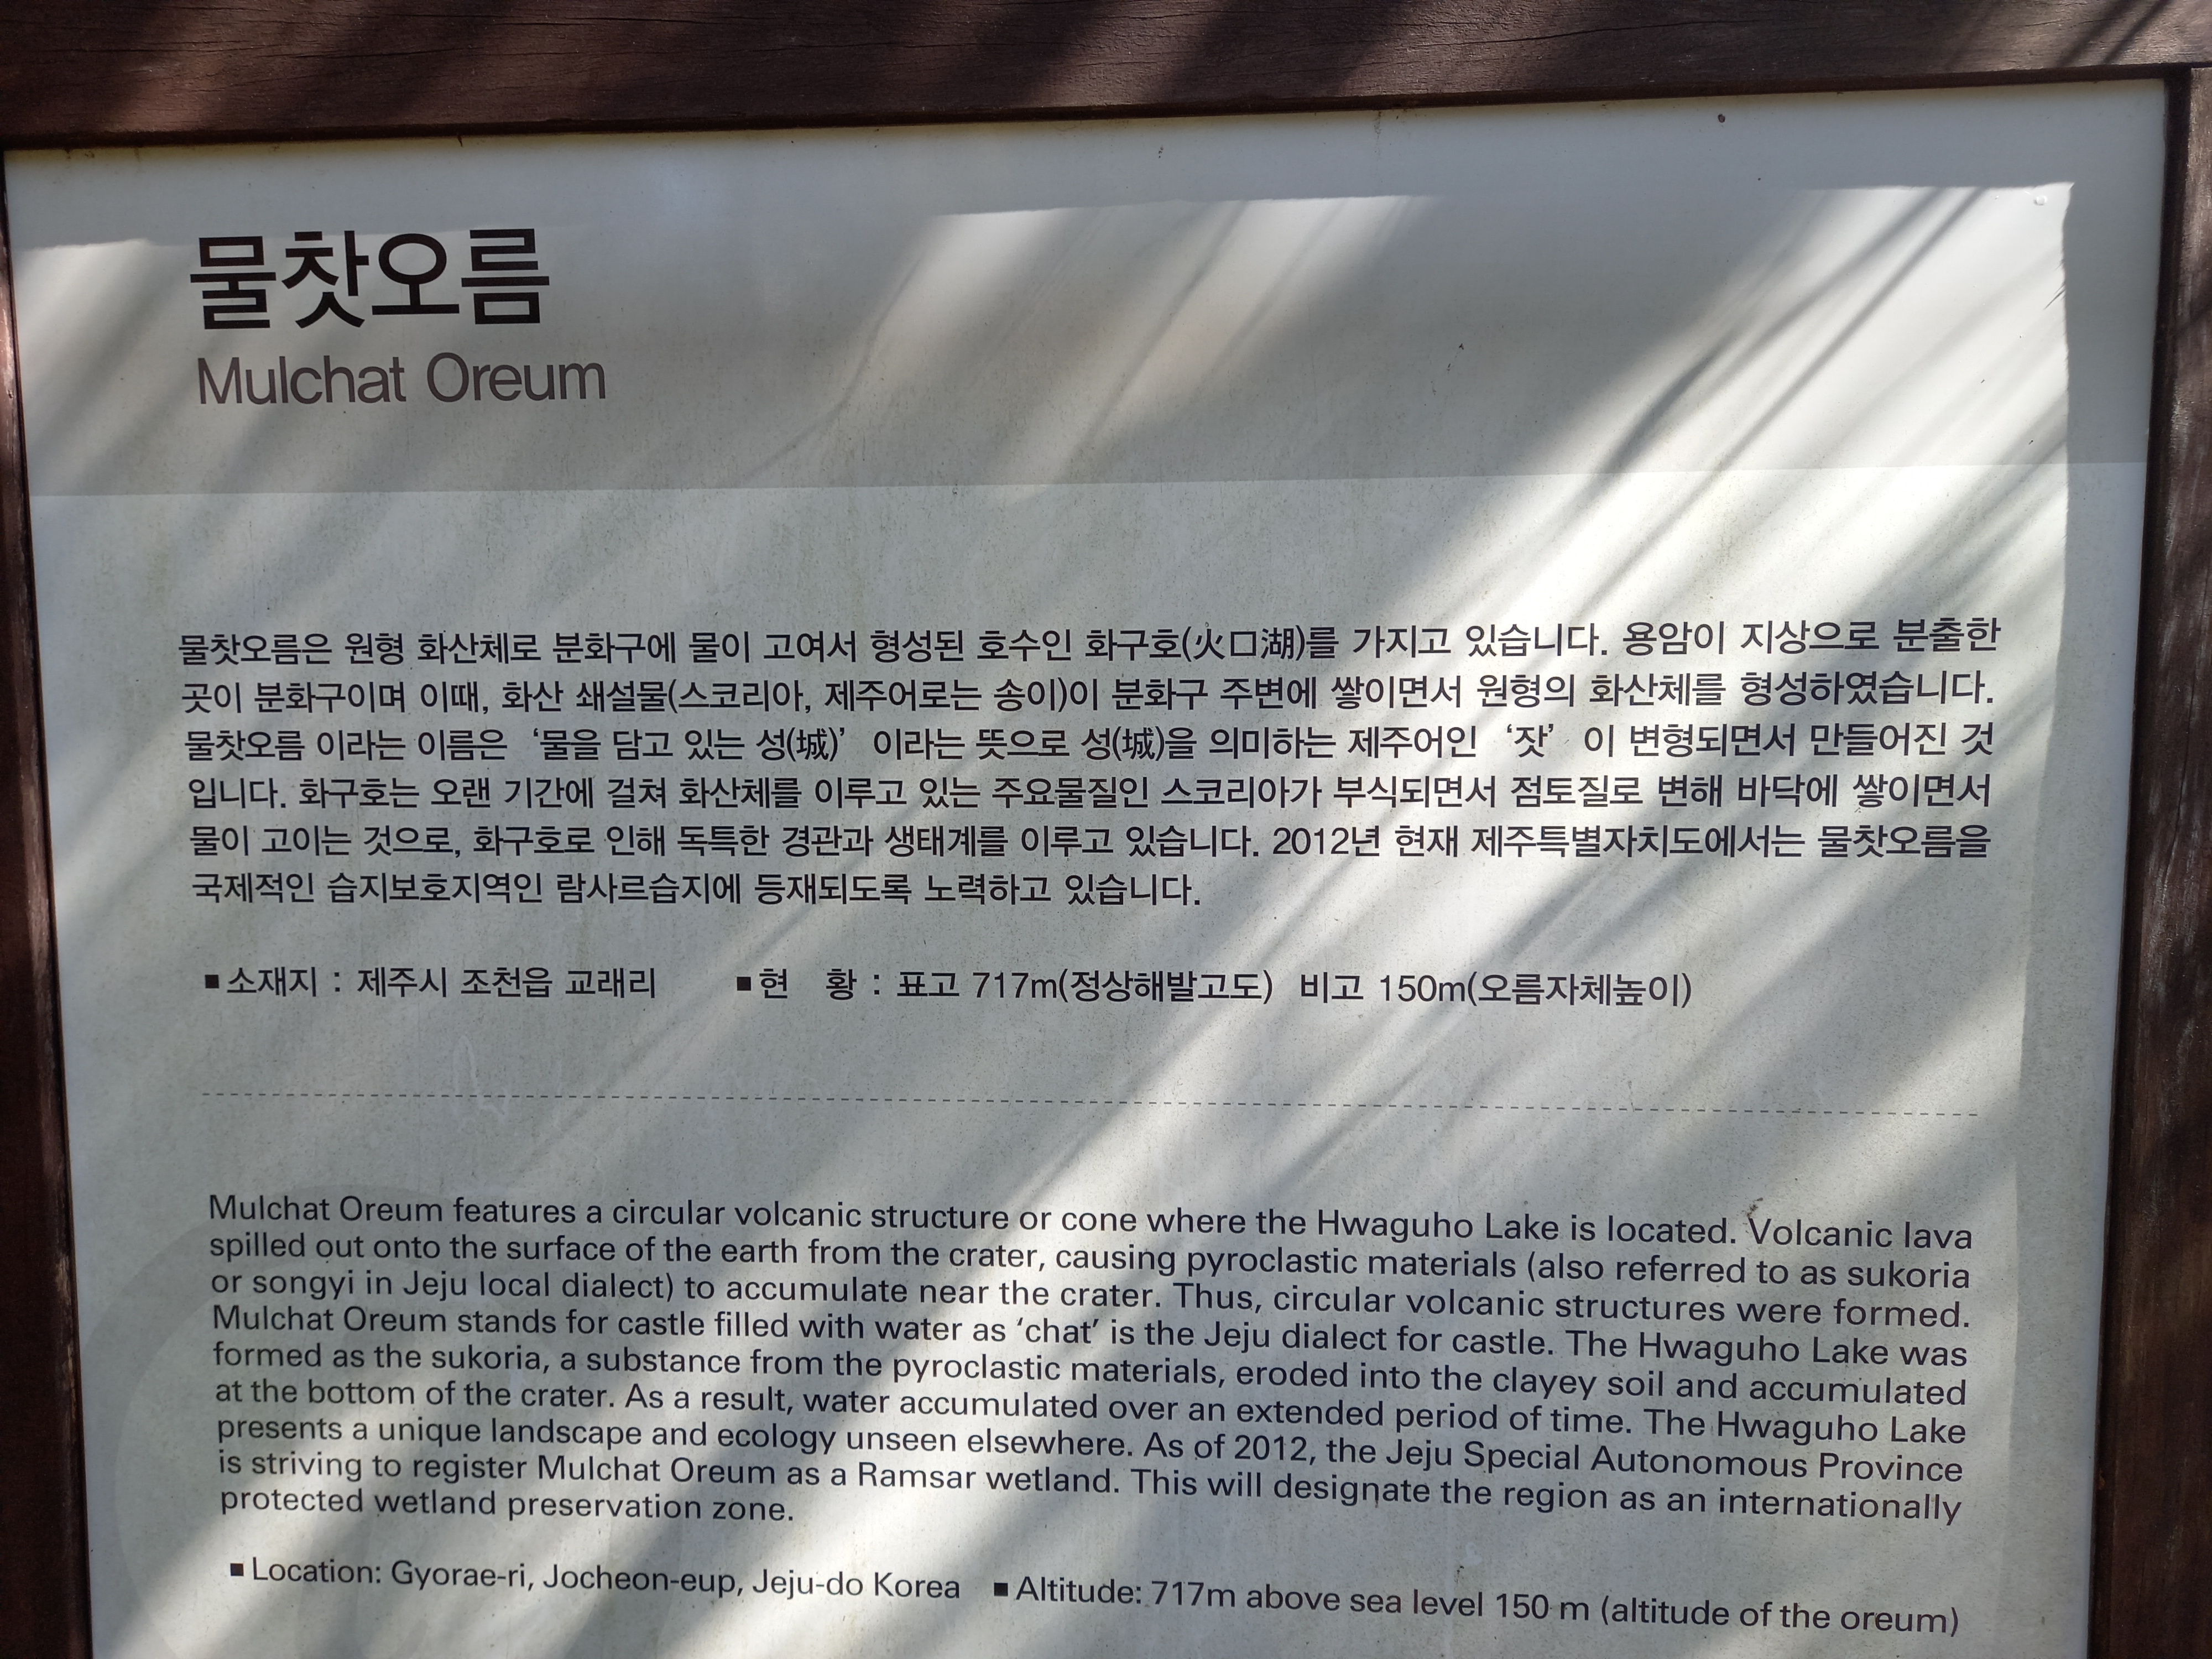 물찻오름
Mulchat Oreum
물찻오름은 원형 화산체로 분화구에 물이 고여서 형성된 호수인 화구호(火口湖)를 가지고 있습니다. 용암이 지상으로 분출한
곳이 분화구이며 이때, 화산 쇄설물(스코리아, 제주어로는 송이)이 분화구 주변에 쌓이면서 원형의 화산체를 형성하였습니다.
물찻오름 이라는 이름은 ‘물을 담고 있는 성(城)’ 이라는 뜻으로 성(城)을 의미하는 제주어인 ‘잣’ 이 변형되면서 만들어진 것
입니다. 화구호는 오랜 기간에 걸쳐 화산체를 이루고 있는 주요물질인 스코리아가 부식되면서 점토질로 변해 바닥에 쌓이면서
물이 고이는 것으로, 화구호로 인해 독특한 경관과 생태계를 이루고 있습니다. 2012년 현재 제주특별자치도에서는 물찻오름을
국제적인 습지보호지역인 람사르습지에 등재되도록 노력하고 있습니다.
■ 소재지 : 제주시 조천읍 교래리 ■ 현 황 : 표고 717m(정상해발고도) 비고 150m(오름자체높이)
Mulchat Oreum features a circular volcanic structure or cone where the Hwaguho Lake is located. Volcanic lava
spilled out onto the surface of the earth from the crater, causing pyroclastic materials (also referred to as sukoria
or songyi in Jeju local dialect) to accumulate near the crater. Thus, circular volcanic structures were formed.
Mulchat Oreum stands for castle filled with water as ‘chat’ is the Jeju dialect for castle. The Hwaguho Lake was
formed as the sukoria, a substance from the pyroclastic materials, eroded into the clayey soil and accumulated
at the bottom of the crater. As a result, water accumulated over an extended period of time. The Hwaguho Lake
presents a unique landscape and ecology unseen elsewhere. As of 2012, the Jeju Special Autonomous Province
is striving to register Mulchat Oreum as a Ramsar wetland. This will designate the region as an internationally
protected wetland preservation zone.
■ Location: Gyorae-ri, Jocheon-eup, Jeju-do Korea ■ Altitude: 717m above sea level 150 m (altitude of the oreum)